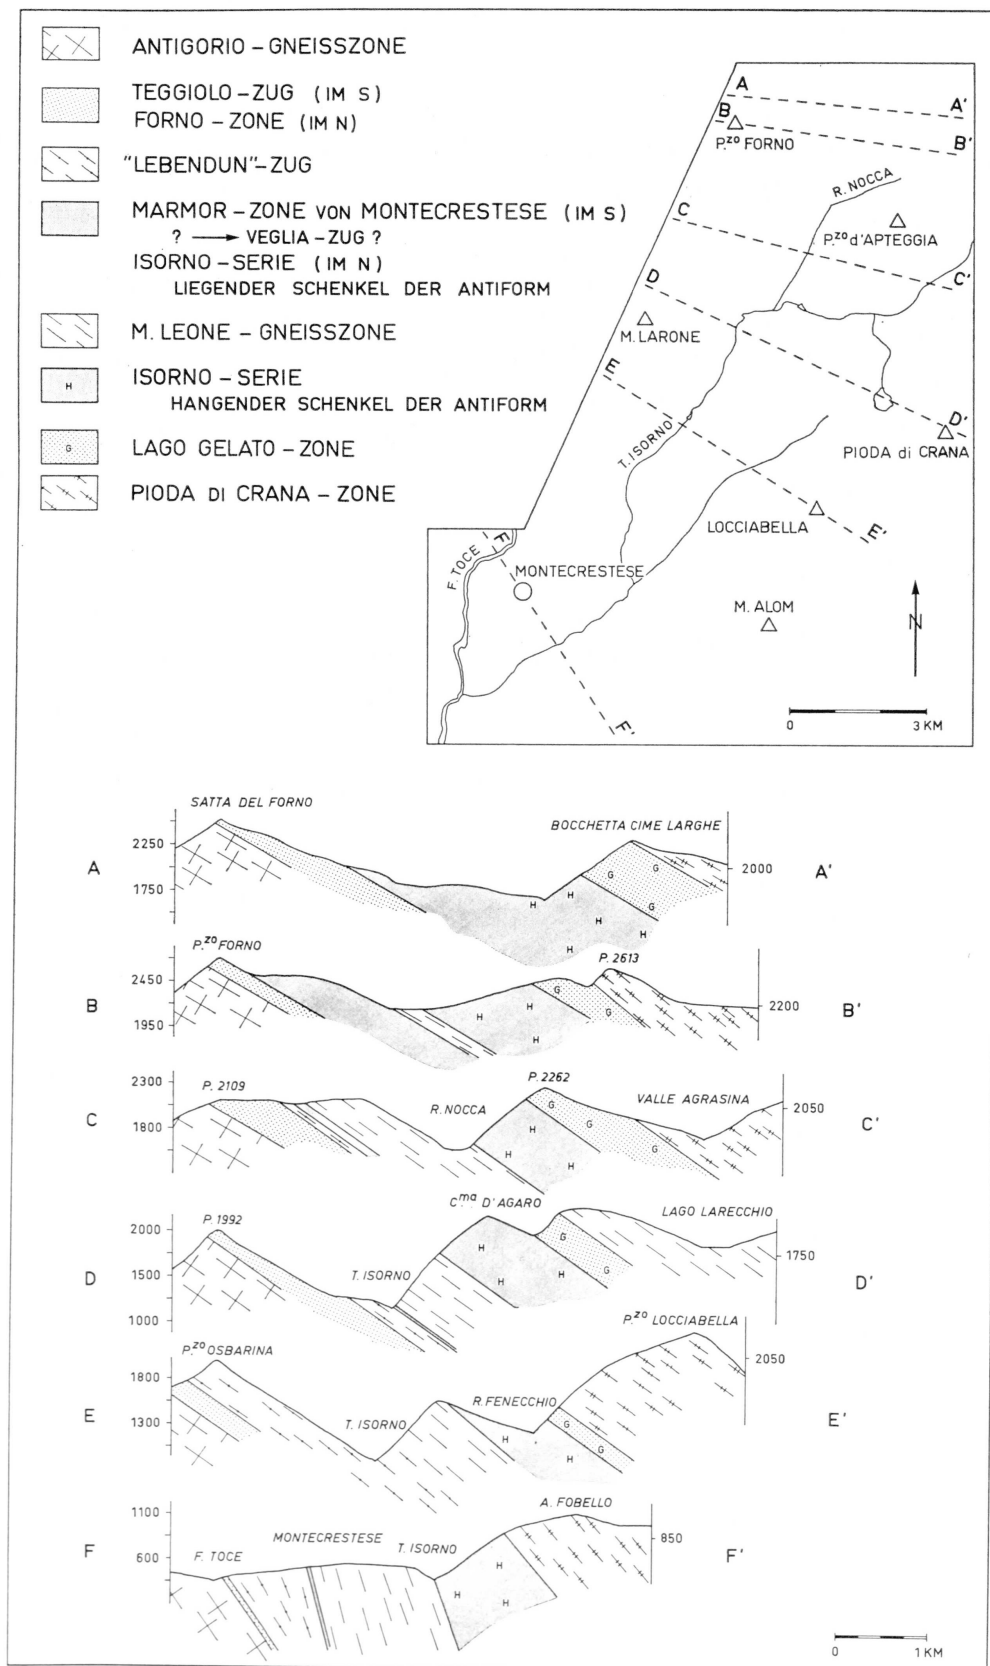 ANTIGORIO – GNEISSZONE
TEGGIOLO – ZUG (IM S)
FORNO – ZONE (IM N)
"LEBENDUN"– ZUG
MARMOR – ZONE VON MONTECRESTESE (IM S)
? ⟶ VEGLIA – ZUG ?
ISORNO – SERIE (IM N)
LIEGENDER SCHENKEL DER ANTIFORM
M. LEONE – GNEISSZONE
H
ISORNO – SERIE
HANGENDER SCHENKEL DER ANTIFORM
G
LAGO GELATO – ZONE
PIODA DI CRANA – ZONE
A A'
B B'
P.zo FORNO
R. NOCCA
C
P.zo d'APTEGGIA
C'
D
M. LARONE
E
D'
T. ISORNO
PIODA di CRANA
LOCCIABELLA
E'
F
F. TOCE
MONTECRESTESE
M. ALOM
N
F'
0 3 KM
SATTA DEL FORNO
BOCCHETTA CIME LARGHE
2250
1750
2000
A A'
H H H H H
G G G
P.zo FORNO
P. 2613
2450
1950
2200
B B'
H H H
G G G
P. 2109
P. 2262
R. NOCCA
VALLE AGRASINA
2300
1800
2050
C C'
H H H
G G G
P. 1992
T. ISORNO
C.ma D'AGARO
LAGO LARECCHIO
2000
1500
1000
1750
D D'
H H H
G G
P.zo OSBARINA
T. ISORNO
R. FENECCHIO
P.zo LOCCIABELLA
1800
1300
2050
E E'
H H
G G
F. TOCE
MONTECRESTESE
T. ISORNO
A. FOBELLO
1100
600
850
F F'
H H H
0 1 KM